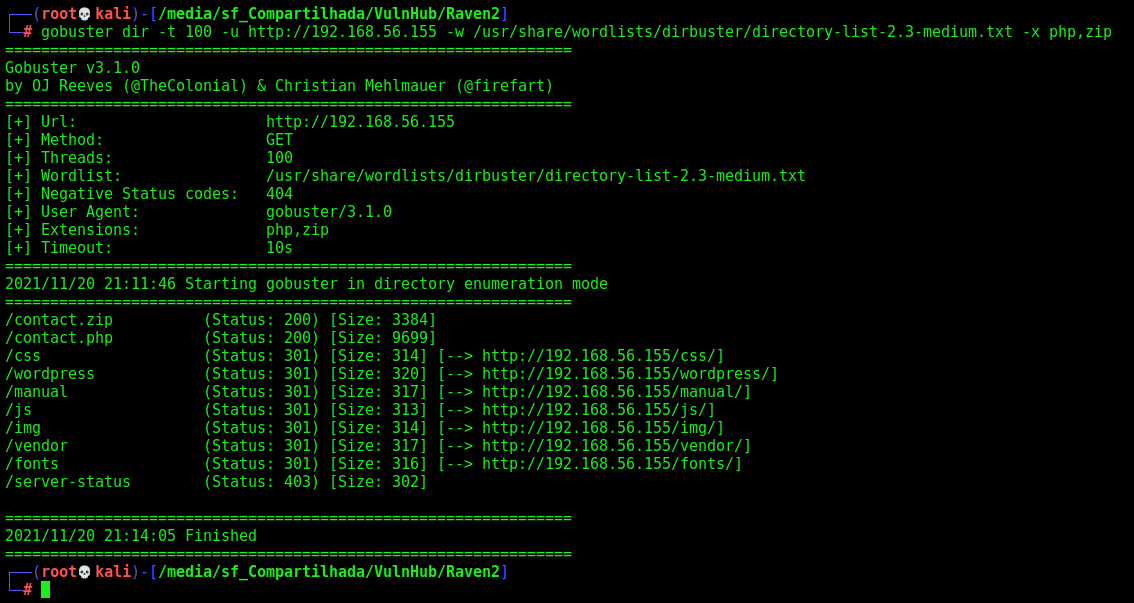 ┌──(root💀kali)-[/media/sf_Compartilhada/VulnHub/Raven2]
└─# gobuster dir -t 100 -u http://192.168.56.155 -w /usr/share/wordlists/dirbuster/directory-list-2.3-medium.txt -x php,zip
===============================================================
Gobuster v3.1.0
by OJ Reeves (@TheColonial) & Christian Mehlmauer (@firefart)
===============================================================
[+] Url:                     http://192.168.56.155
[+] Method:                  GET
[+] Threads:                 100
[+] Wordlist:                /usr/share/wordlists/dirbuster/directory-list-2.3-medium.txt
[+] Negative Status codes:   404
[+] User Agent:              gobuster/3.1.0
[+] Extensions:              php,zip
[+] Timeout:                 10s
===============================================================
2021/11/20 21:11:46 Starting gobuster in directory enumeration mode
===============================================================
/contact.zip          (Status: 200) [Size: 3384]
/contact.php          (Status: 200) [Size: 9699]
/css                  (Status: 301) [Size: 314] [--> http://192.168.56.155/css/]
/wordpress            (Status: 301) [Size: 320] [--> http://192.168.56.155/wordpress/]
/manual               (Status: 301) [Size: 317] [--> http://192.168.56.155/manual/]
/js                   (Status: 301) [Size: 313] [--> http://192.168.56.155/js/]
/img                  (Status: 301) [Size: 314] [--> http://192.168.56.155/img/]
/vendor               (Status: 301) [Size: 317] [--> http://192.168.56.155/vendor/]
/fonts                (Status: 301) [Size: 316] [--> http://192.168.56.155/fonts/]
/server-status        (Status: 403) [Size: 302]
===============================================================
2021/11/20 21:14:05 Finished
===============================================================
┌──(root💀kali)-[/media/sf_Compartilhada/VulnHub/Raven2]
└─#